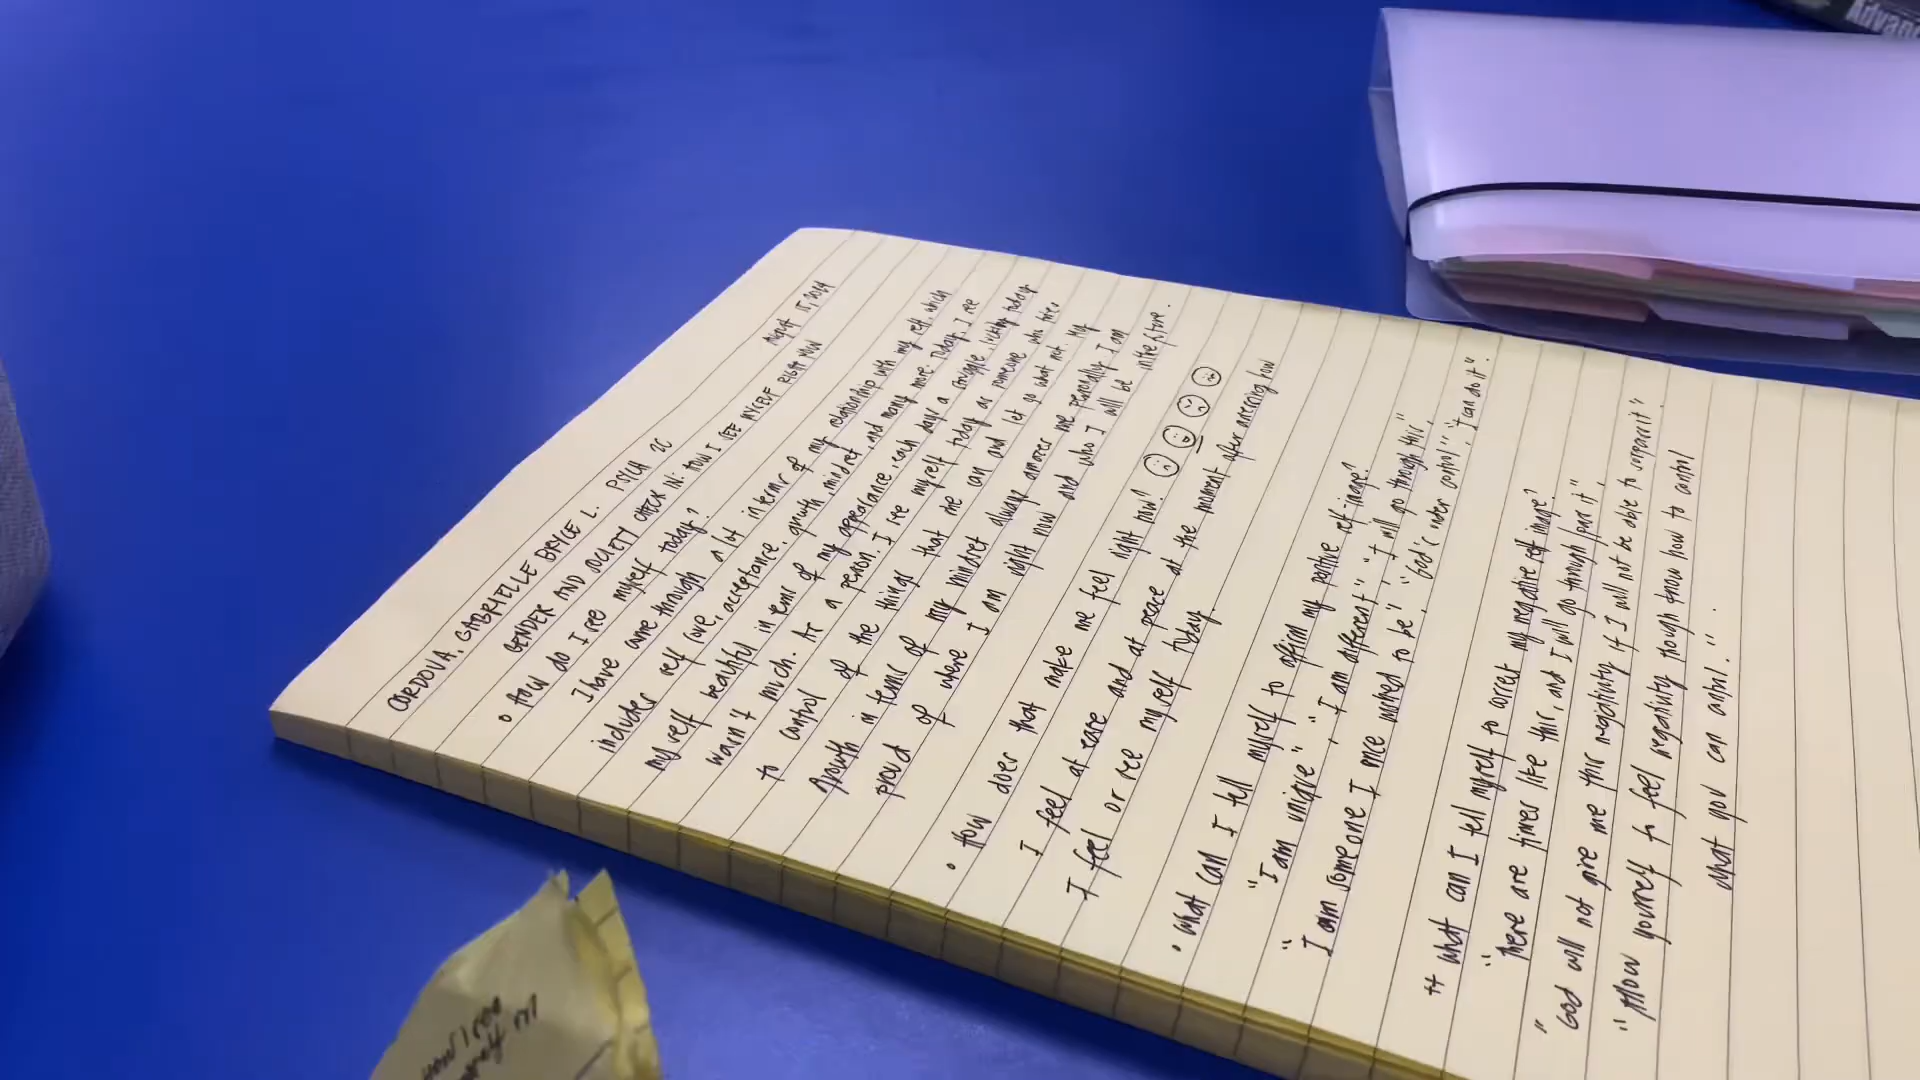 CORDOVA, GABRIELLE BRYCE L. PSYCH 2C August 15, 2024
GENDER AND SOCIETY CHECK IN: HOW I SEE MYSELF RIGHT NOW
• How do I see myself today?
I have come through a lot in terms of my relationship with my self, which
includes self love, acceptance, growth, mindset, and many more. Today, I see
my self beautiful in terms of my appearance, each days a struggle, luckily today
wasn't much. As a person, I see myself today as someone who tries
to control of the things that she can and let go what not. My
Growth in terms of my mindset always amazes me personally, I am
proud of where I am right now and who I will be in the future.
• How does that make me feel right now?
I feel at ease and at peace at the moment after assessing how
I feel or see myself today.
• What can I tell myself to affirm my positive self image?
"I am unique", "I am different", "I will go through this",
"I am someone I once wished to be", "God's under control", "I can do it".
++ What can I tell myself to correct my negative self image?
"There are times like this, and I will go through past it".
"God will not give me this negativity if I will not be able to surpass it"
"Allow yourself to feel negativity though know how to control
what you can control."
how I see
myself
Advanc